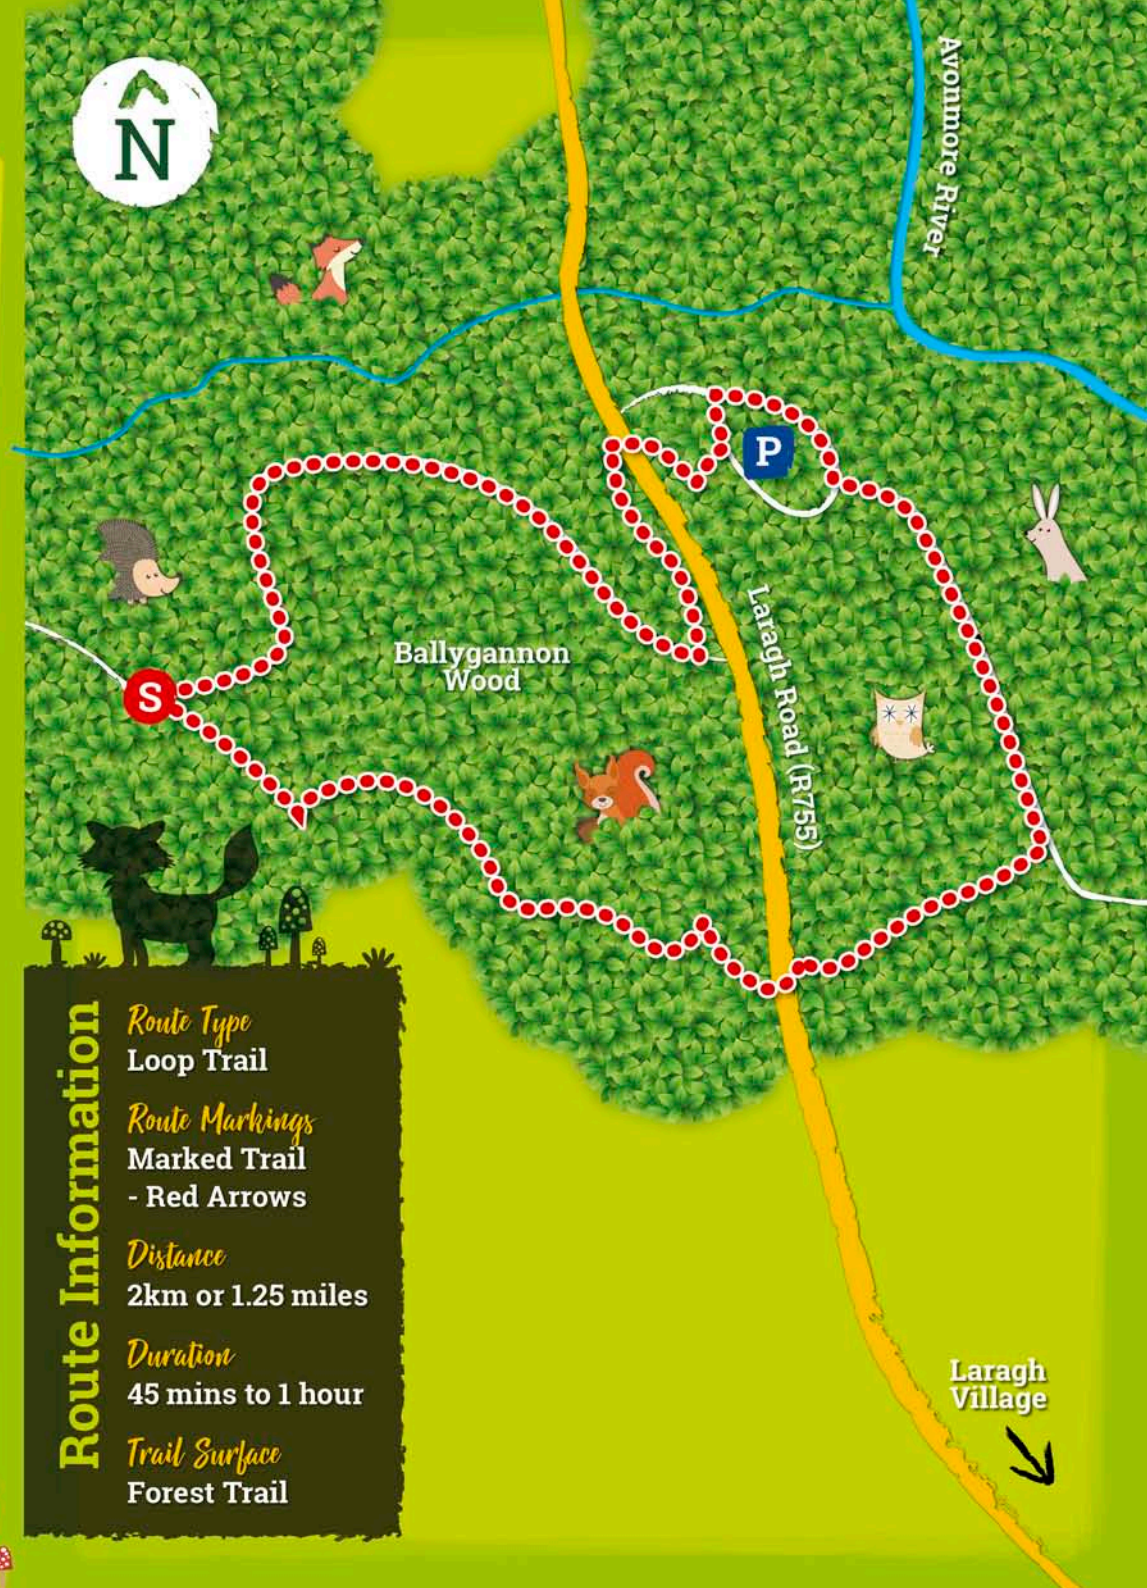 N
Avonmore River
P
Ballygannon
Wood
S
Laragh Road (R755)
Route Information
Route Type
Loop Trail
Route Markings
Marked Trail
- Red Arrows
Distance
2km or 1.25 miles
Duration
45 mins to 1 hour
Trail Surface
Forest Trail
Laragh
Village